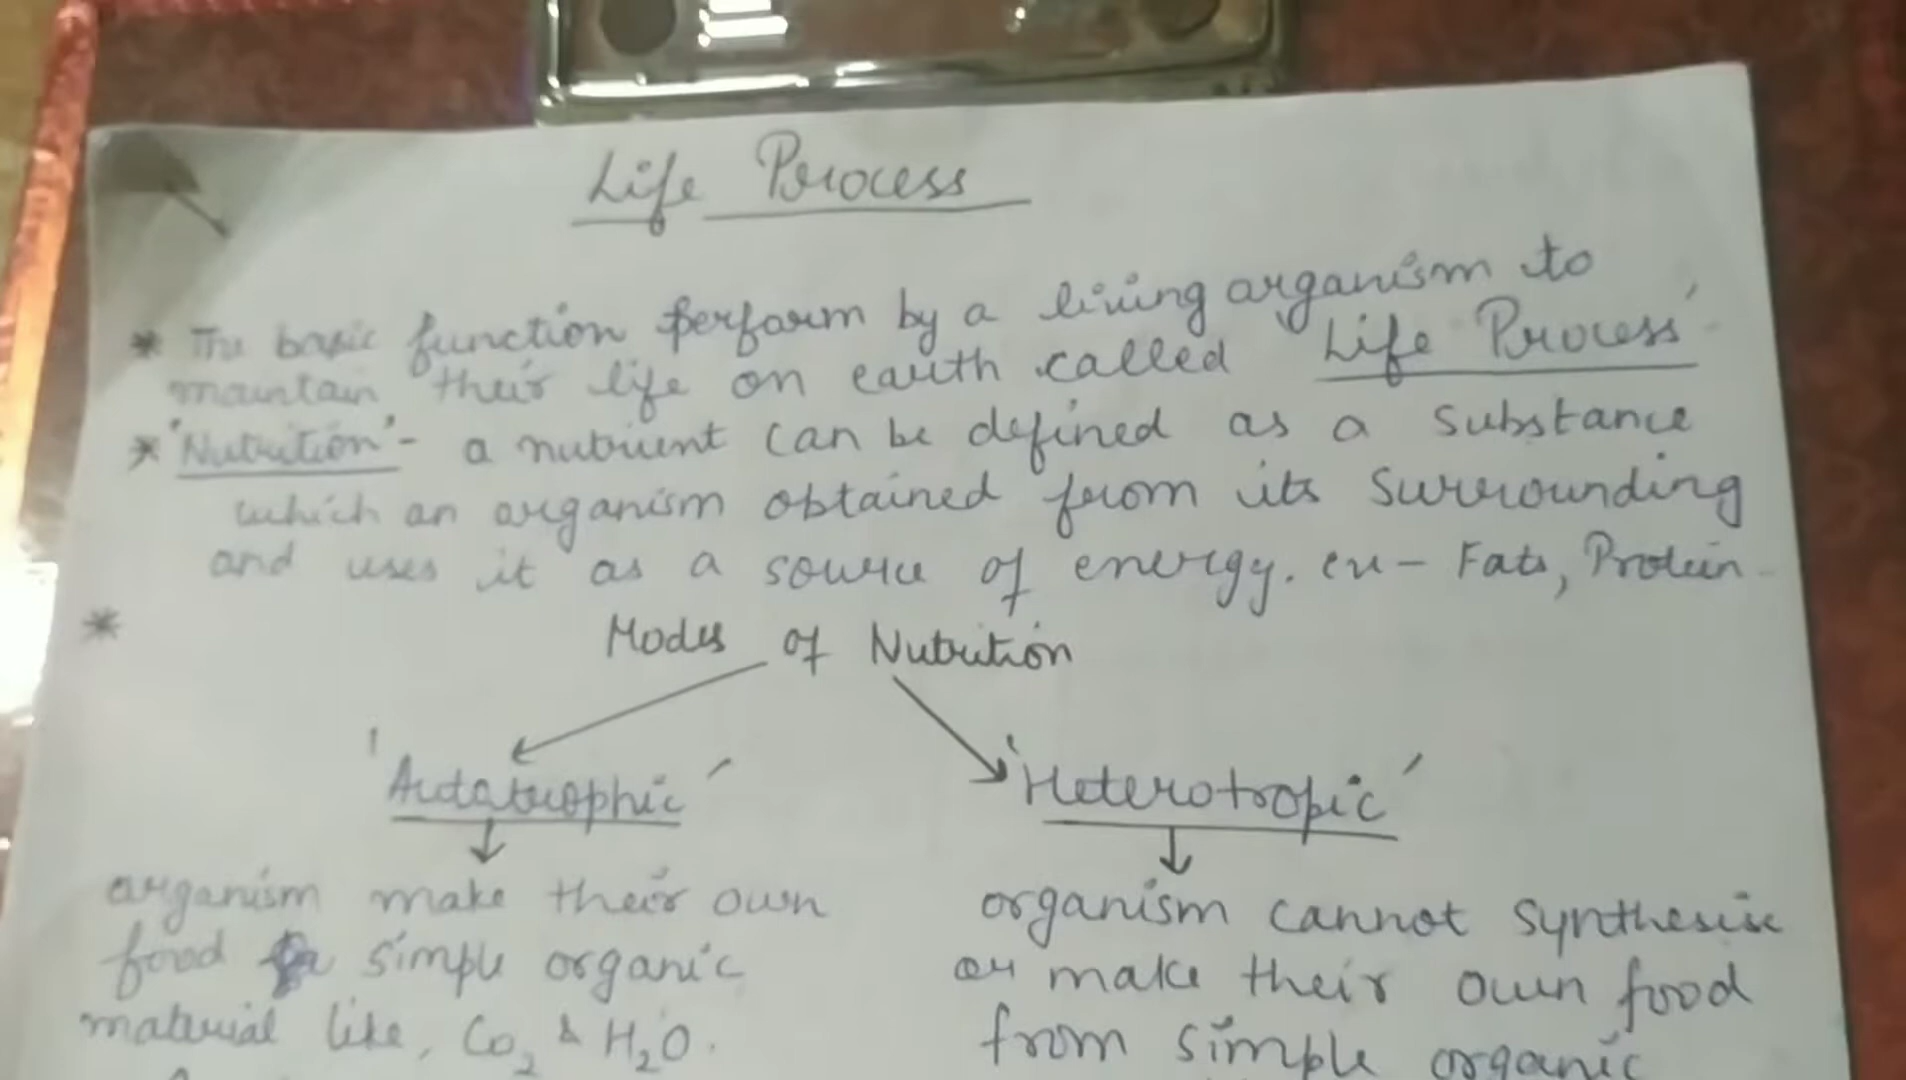 Life Process
* The basic function perform by a living organism to
maintain their life on earth called 'Life Process'
* 'Nutrition' - a nutrient can be defined as a substance
which an organism obtained from its surrounding
and uses it as a source of energy. ex - Fats, Protein
*
Modes of Nutrition
'Autotrophic' 'Heterotropic'
organism make their own
food simple organic
material like, Co₂ & H₂O.
organism cannot synthesise
or make their own food
from simple organic